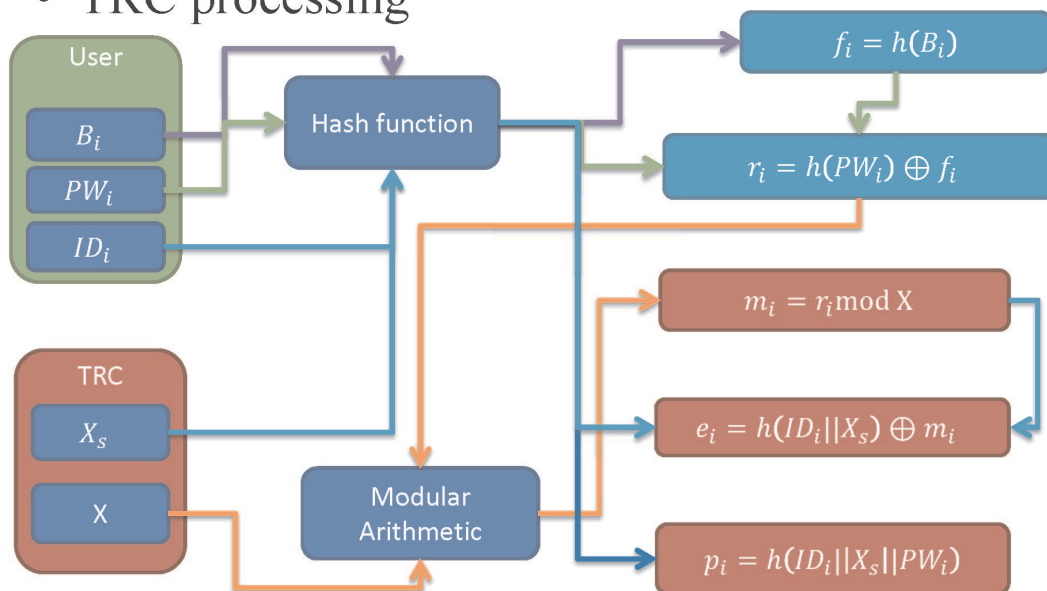 • TRC processing
User
B_i
PW_i
ID_i
TRC
X_s
X
Hash function
Modular
Arithmetic
f_i = h(B_i)
r_i = h(PW_i) ⊕ f_i
m_i = r_i mod X
e_i = h(ID_i||X_s) ⊕ m_i
p_i = h(ID_i||X_s||PW_i)